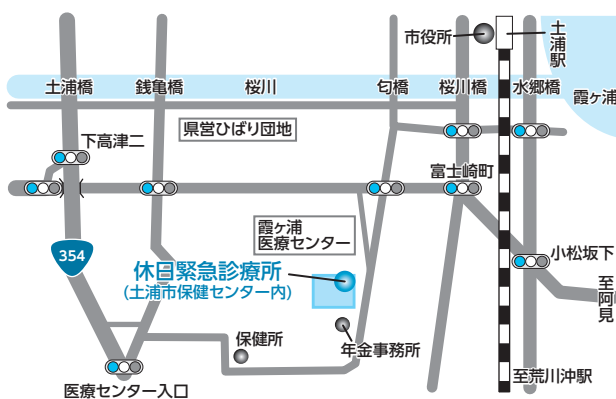 市役所
土浦駅
土浦橋
銭亀橋
桜川
匂橋
桜川橋
水郷橋
霞ヶ浦
県営ひばり団地
下高津二
富士崎町
霞ヶ浦
医療センター
354
小松坂下
休日緊急診療所
(土浦市保健センター内)
至阿見
保健所
年金事務所
至荒川沖駅
医療センター入口